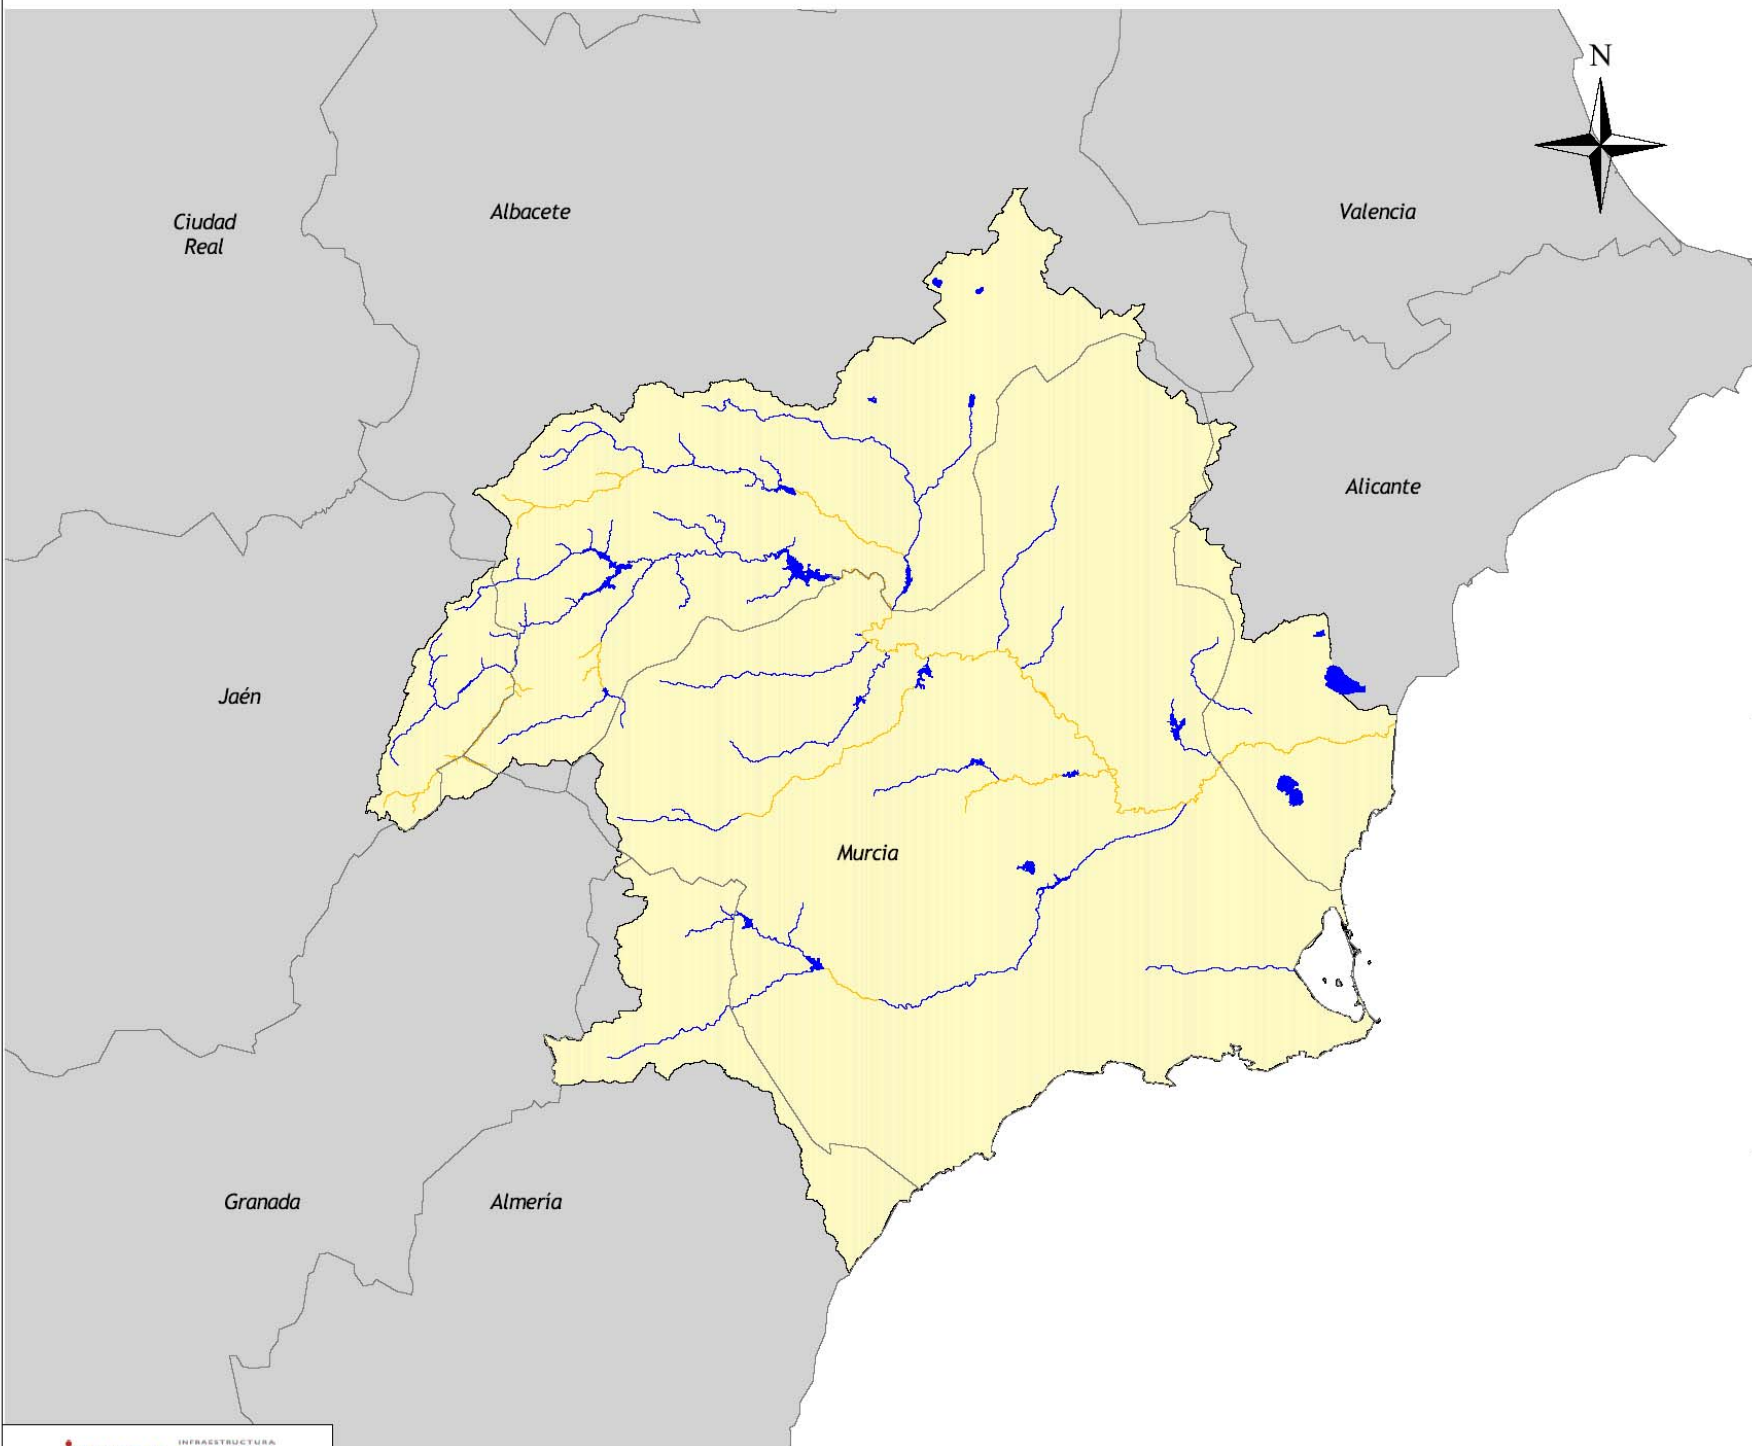 N
Ciudad
Real
Albacete
Valencia
Alicante
Jaén
Murcia
Granada
Almería
INFRAESTRUCTURA